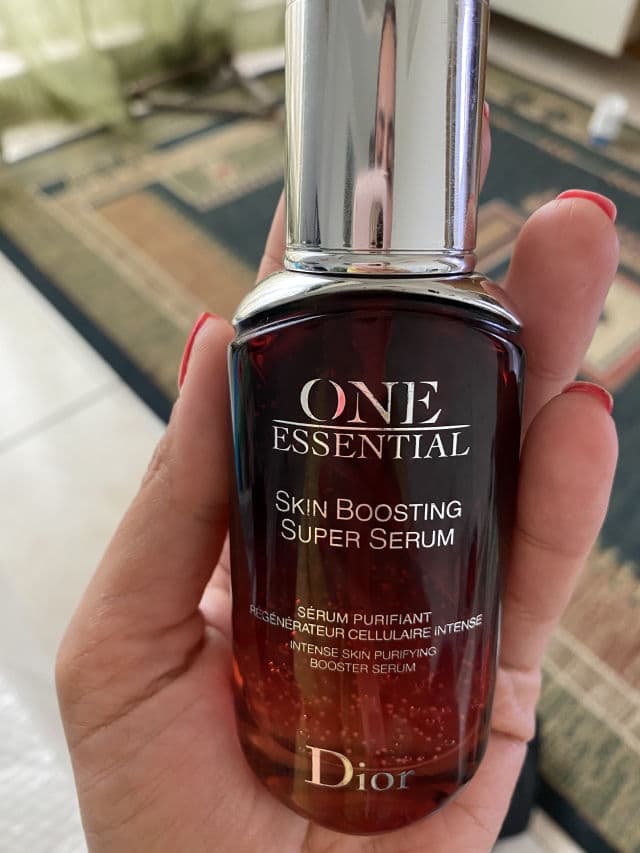 ONE
ESSENTIAL
SKIN BOOSTING
SUPER SERUM
SÉRUM PURIFIANT
RÉGÉNÉRATEUR CELLULAIRE INTENSE
INTENSE SKIN PURIFYING
BOOSTER SERUM
Dior